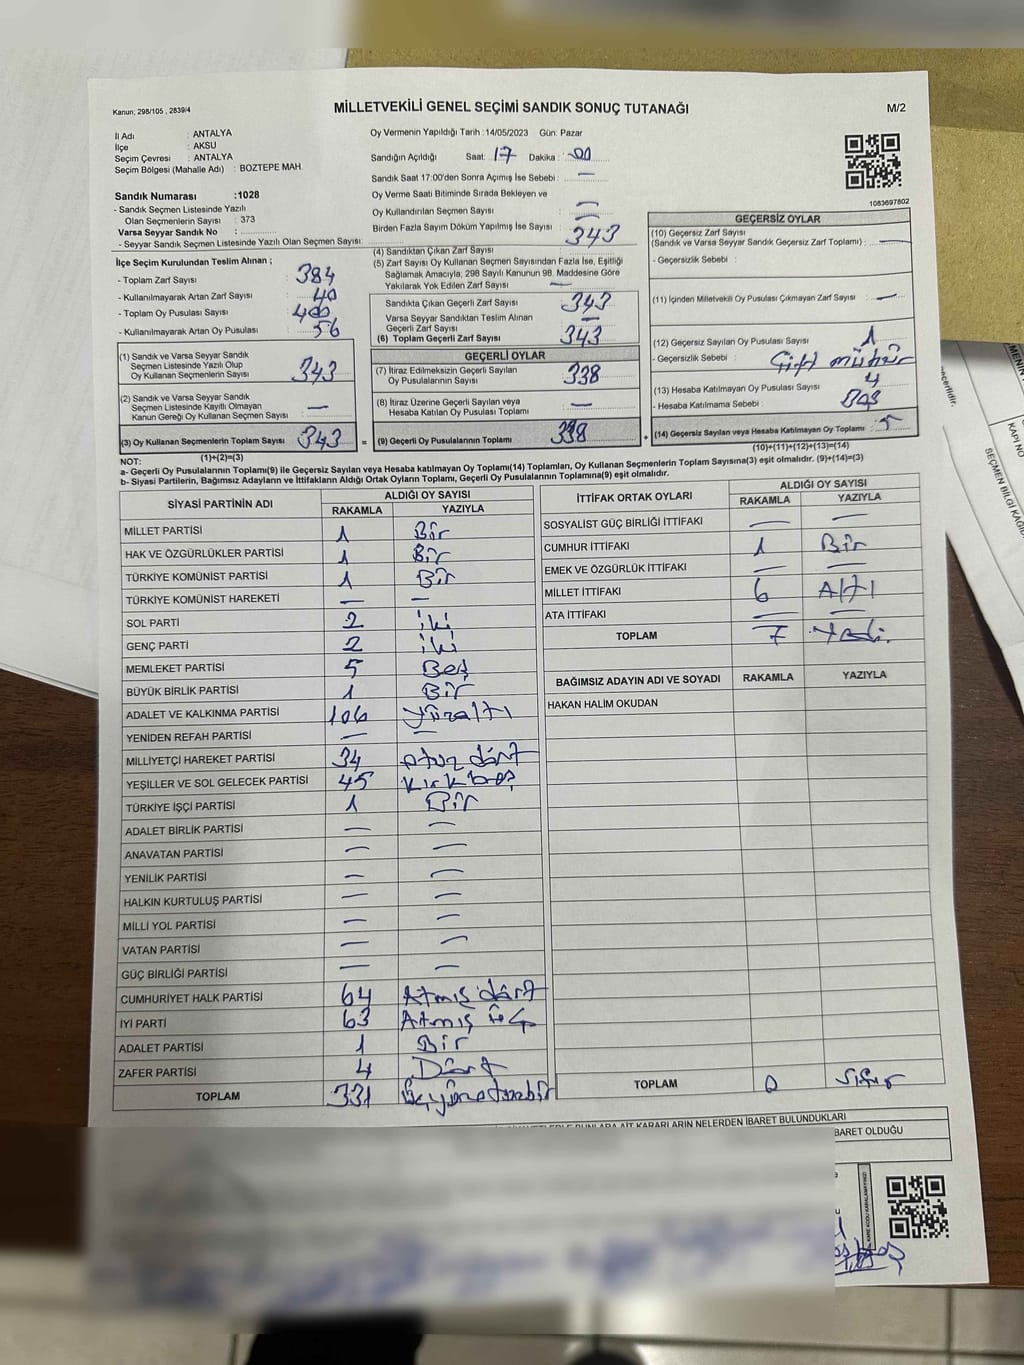 Kanun: 298/105 , 2839/4
MİLLETVEKİLİ GENEL SEÇİMİ SANDIK SONUÇ TUTANAĞI
M/2
İl Adı : ANTALYA
İlçe : AKSU
Seçim Çevresi : ANTALYA
Seçim Bölgesi (Mahalle Adı) : BOZTEPE MAH.
Sandık Numarası :1028
- Sandık Seçmen Listesinde Yazılı
Olan Seçmenlerin Sayısı : 373
Varsa Seyyar Sandık No :
- Seyyar Sandık Seçmen Listesinde Yazılı Olan Seçmen Sayısı:
Oy Vermenin Yapıldığı Tarih :14/05/2023 Gün: Pazar
Sandığın Açıldığı Saat: 17 Dakika : 00
Sandık Saat 17:00'den Sonra Açımış İse Sebebi : —
Oy Verme Saati Bitiminde Sırada Bekleyen ve
Oy Kullandırılan Seçmen Sayısı : —
Birden Fazla Sayım Döküm Yapılmış İse Sayısı : —
1083697802
İlçe Seçim Kurulundan Teslim Alınan ;
- Toplam Zarf Sayısı : 384
- Kullanılmayarak Artan Zarf Sayısı : 40
- Toplam Oy Pusulası Sayısı : 400
- Kullanılmayarak Artan Oy Pusulası : 56
(1) Sandık ve Varsa Seyyar Sandık
Seçmen Listesinde Yazılı Olup
Oy Kullanan Seçmenlerin Sayısı : 343
(2) Sandık ve Varsa Seyyar Sandık
Seçmen Listesinde Kayıtlı Olmayan
Kanun Gereği Oy Kullanan Seçmen Sayısı : —
(3) Oy Kullanan Seçmenlerin Toplam Sayısı : 343 =
(1)+(2)=(3)
(4) Sandıktan Çıkan Zarf Sayısı : 343
(5) Zarf Sayısı Oy Kullanan Seçmen Sayısından Fazla İse, Eşitliği
Sağlamak Amacıyla; 298 Sayılı Kanunun 98. Maddesine Göre
Yakılarak Yok Edilen Zarf Sayısı : —
Sandıkta Çıkan Geçerli Zarf Sayısı : 343
Varsa Seyyar Sandıktan Teslim Alınan
Geçerli Zarf Sayısı : —
(6) Toplam Geçerli Zarf Sayısı : 343
GEÇERLİ OYLAR
(7) İtiraz Edilmeksizin Geçerli Sayılan
Oy Pusulalarının Sayısı : 338
(8) İtiraz Üzerine Geçerli Sayılan veya
Hesaba Katılan Oy Pusulası Toplamı : —
(9) Geçerli Oy Pusulalarının Toplamı : 338 +
GEÇERSİZ OYLAR
(10) Geçersiz Zarf Sayısı
(Sandık ve Varsa Seyyar Sandık Geçersiz Zarf Toplamı) : —
- Geçersizlik Sebebi :
(11) İçinden Milletvekili Oy Pusulası Çıkmayan Zarf Sayısı : —
(12) Geçersiz Sayılan Oy Pusulası Sayısı : 1
- Geçersizlik Sebebi : Çift mühür
(13) Hesaba Katılmayan Oy Pusulası Sayısı : 4
- Hesaba Katılmama Sebebi : Boş
(14) Geçersiz Sayılan veya Hesaba Katılmayan Oy Toplamı : 5
(10)+(11)+(12)+(13)=(14)
NOT:
a- Geçerli Oy Pusulalarının Toplamı(9) ile Geçersiz Sayılan veya Hesaba katılmayan Oy Toplamı(14) Toplamları, Oy Kullanan Seçmenlerin Toplam Sayısına(3) eşit olmalıdır. (9)+(14)=(3)
b- Siyasi Partilerin, Bağımsız Adayların ve İttifakların Aldığı Ortak Oyların Toplamı, Geçerli Oy Pusulalarının Toplamına(9) eşit olmalıdır.
SİYASİ PARTİNİN ADI ALDIĞI OY SAYISI
RAKAMLA YAZIYLA
MİLLET PARTİSİ 1 Bir
HAK VE ÖZGÜRLÜKLER PARTİSİ 1 Bir
TÜRKİYE KOMÜNİST PARTİSİ 1 Bir
TÜRKİYE KOMÜNİST HAREKETİ — —
SOL PARTİ 2 iki
GENÇ PARTİ 2 iki
MEMLEKET PARTİSİ 5 Beş
BÜYÜK BİRLİK PARTİSİ 1 Bir
ADALET VE KALKINMA PARTİSİ 106 yüzaltı
YENİDEN REFAH PARTİSİ — —
MİLLİYETÇİ HAREKET PARTİSİ 34 otuz dört
YEŞİLLER VE SOL GELECEK PARTİSİ 45 kırkbeş
TÜRKİYE İŞÇİ PARTİSİ 1 Bir
ADALET BİRLİK PARTİSİ — —
ANAVATAN PARTİSİ — —
YENİLİK PARTİSİ — —
HALKIN KURTULUŞ PARTİSİ — —
MİLLİ YOL PARTİSİ — —
VATAN PARTİSİ — —
GÜÇ BİRLİĞİ PARTİSİ — —
CUMHURİYET HALK PARTİSİ 64 Atmış dört
İYİ PARTİ 63 Atmış üç
ADALET PARTİSİ 1 Bir
ZAFER PARTİSİ 4 Dört
TOPLAM 331 üçyüzotuzbir
İTTİFAK ORTAK OYLARI ALDIĞI OY SAYISI
RAKAMLA YAZIYLA
SOSYALİST GÜÇ BİRLİĞİ İTTİFAKI — —
CUMHUR İTTİFAKI 1 Bir
EMEK VE ÖZGÜRLÜK İTTİFAKI — —
MİLLET İTTİFAKI 6 Altı
ATA İTTİFAKI — —
TOPLAM 7 Yedi
BAĞIMSIZ ADAYIN ADI VE SOYADI RAKAMLA YAZIYLA
HAKAN HALİM OKUDAN
TOPLAM 0 sıfır
BUNLARA AİT KARARLARIN NELERDEN İBARET BULUNDUKLARI
BARET OLDUĞU